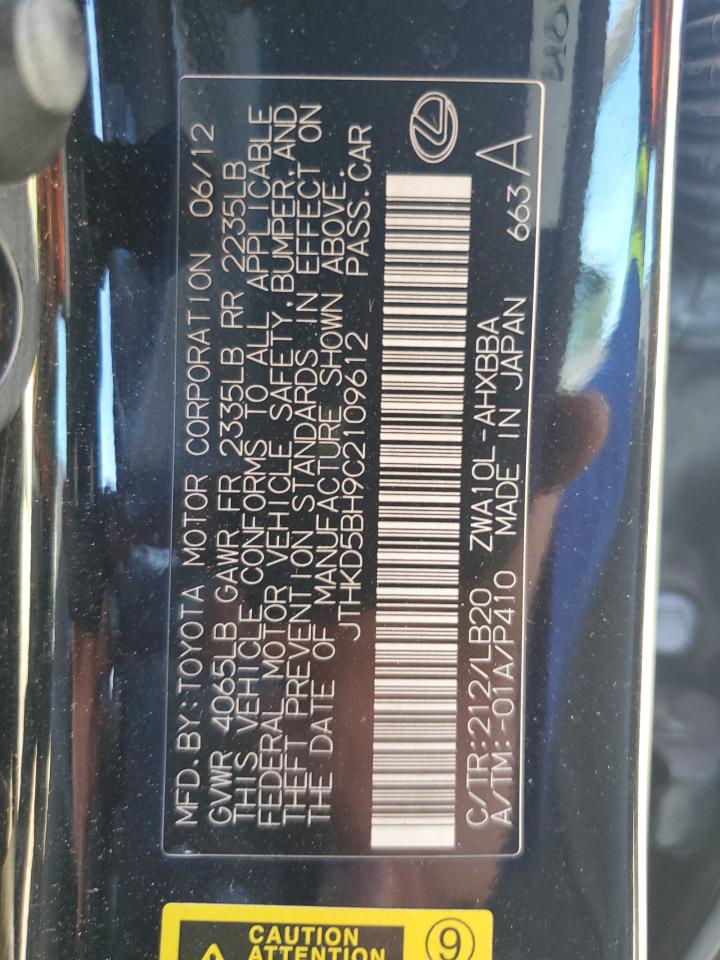 MFD. BY: TOYOTA MOTOR CORPORATION 06/12
GVWR 4065LB GAWR FR 2335LB RR 2235LB
THIS VEHICLE CONFORMS TO ALL APPLICABLE
FEDERAL MOTOR VEHICLE SAFETY, BUMPER, AND
THEFT PREVENTION STANDARDS IN EFFECT ON
THE DATE OF MANUFACTURE SHOWN ABOVE.
JTHKD5BH9C2109612 PASS. CAR
C/TR:212/LB20 ZWA10L-AHXBBA
A/TM:-01A/P410 MADE IN JAPAN 663 A
CAUTION 9
ATTENTION